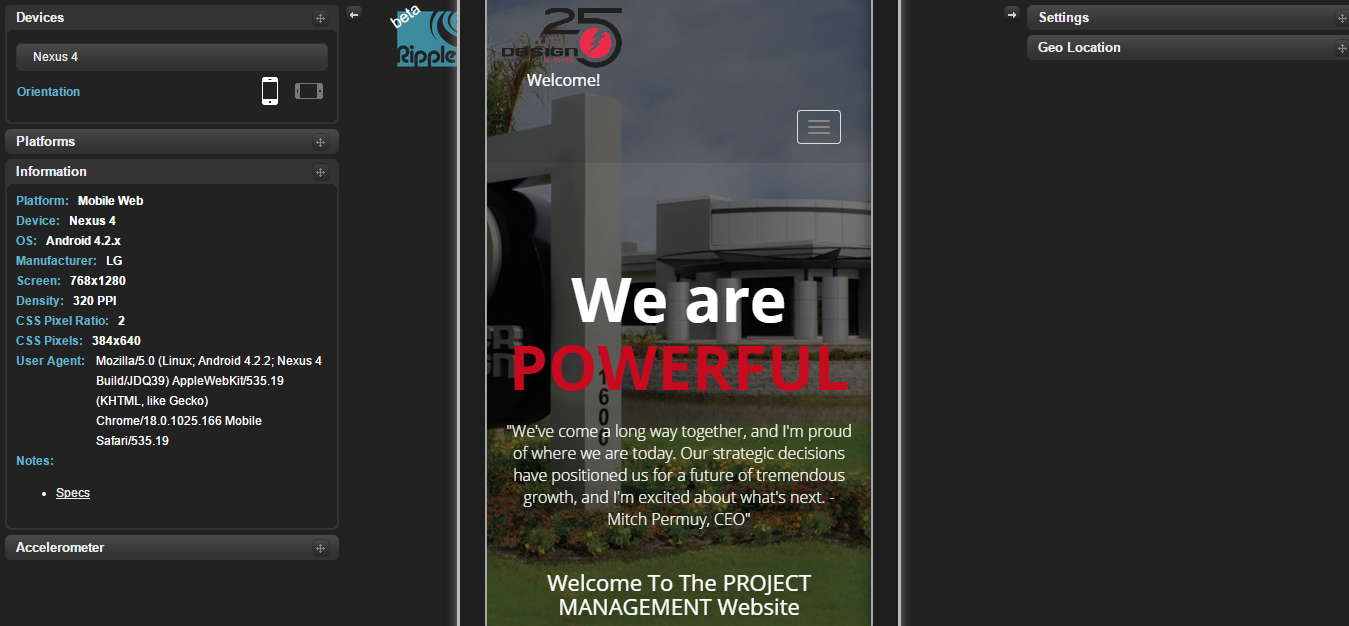 Devices
Nexus 4
Orientation
Platforms
Information
Platform: Mobile Web
Device: Nexus 4
OS: Android 4.2.x
Manufacturer: LG
Screen: 768x1280
Density: 320 PPI
CSS Pixel Ratio: 2
CSS Pixels: 384x640
User Agent: Mozilla/5.0 (Linux; Android 4.2.2; Nexus 4
Build/JDQ39) AppleWebKit/535.19
(KHTML, like Gecko)
Chrome/18.0.1025.166 Mobile
Safari/535.19
Notes:
Specs
Accelerometer
beta
Ripple
25
DESIGN
Welcome!
We are
POWERFUL
1600
"We've come a long way together, and I'm proud
of where we are today. Our strategic decisions
have positioned us for a future of tremendous
growth, and I'm excited about what's next. -
Mitch Permuy, CEO"
Welcome To The PROJECT
MANAGEMENT Website
Settings
Geo Location